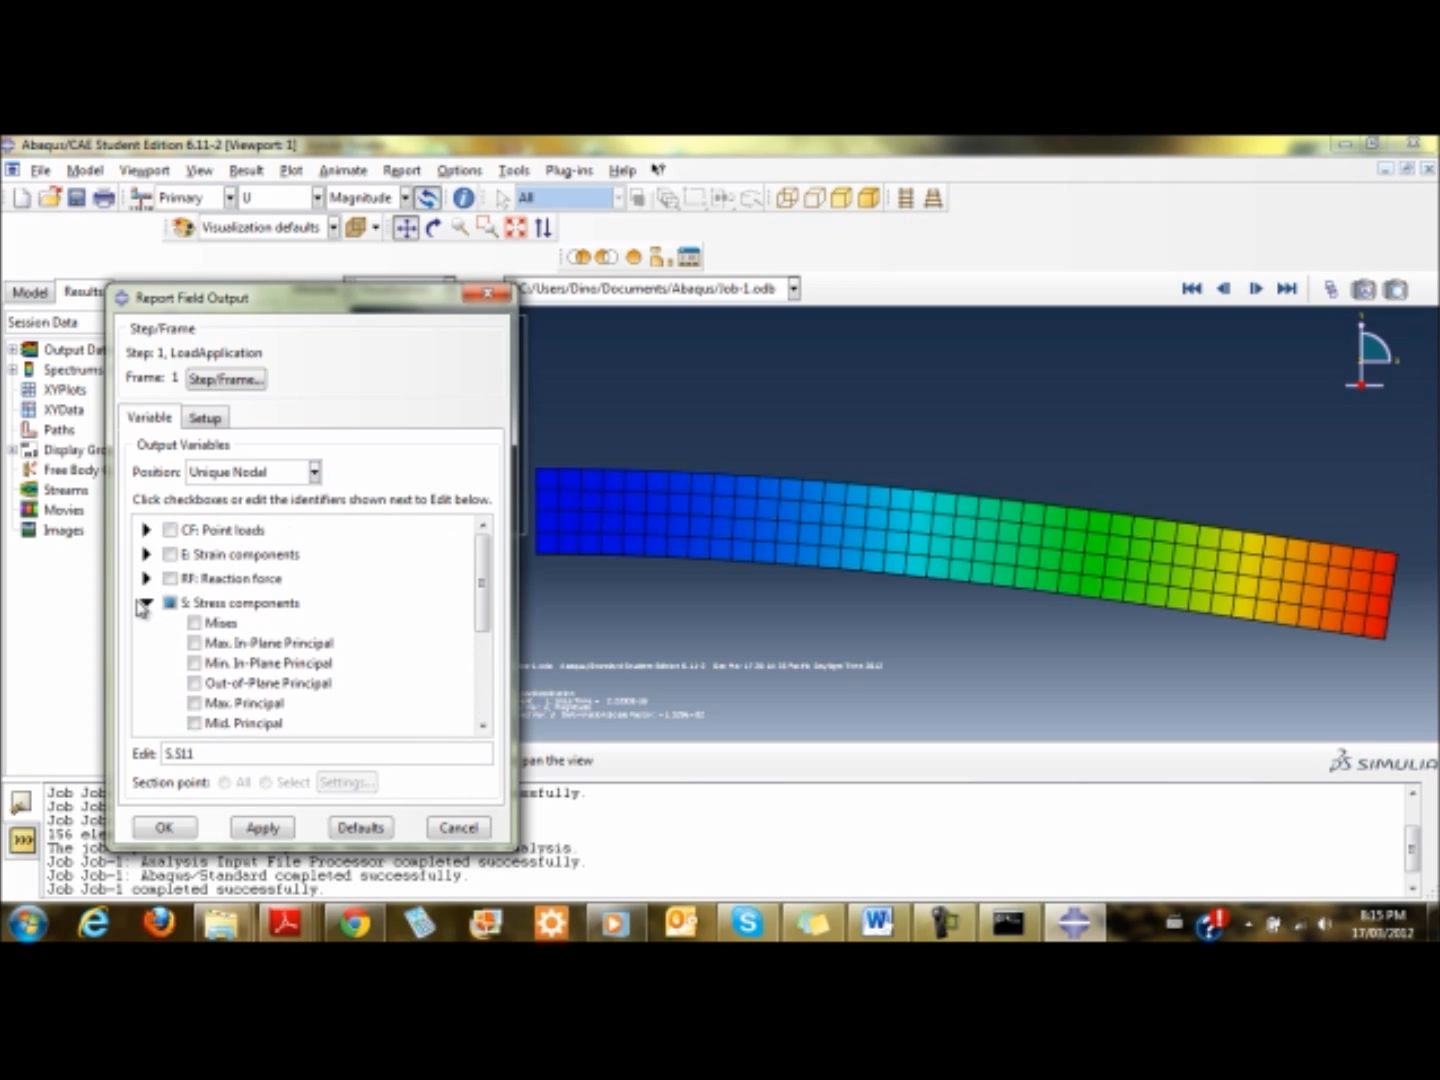 Abaqus/CAE Student Edition 6.11-2 [Viewport: 1]
File Model Viewport View Result Plot Animate Report Options Tools Plug-ins Help
Primary U Magnitude All
Visualization defaults
Model Results
C:/Users/Dino/Documents/Abaqus/Job-1.odb
Session Data
Output Dat
Spectrums
XYPlots
XYData
Paths
Display Gro
Free Body
Streams
Movies
Images
Report Field Output
Step/Frame
Step: 1, LoadApplication
Frame: 1 Step/Frame...
Variable Setup
Output Variables
Position: Unique Nodal
Click checkboxes or edit the identifiers shown next to Edit below.
CF: Point loads
E: Strain components
RF: Reaction force
S: Stress components
Mises
Max. In-Plane Principal
Min. In-Plane Principal
Out-of-Plane Principal
Max. Principal
Mid. Principal
Edit: S.S11
Section point: All Select Settings...
OK Apply Defaults Cancel
pan the view
SIMULIA
Job Job
Job Job
Job Job
156 ele
The job
alysis.
Job Job-1: Analysis Input File Processor completed successfully.
Job Job-1: Abaqus/Standard completed successfully.
Job Job-1 completed successfully.
8:15 PM
17/03/2012